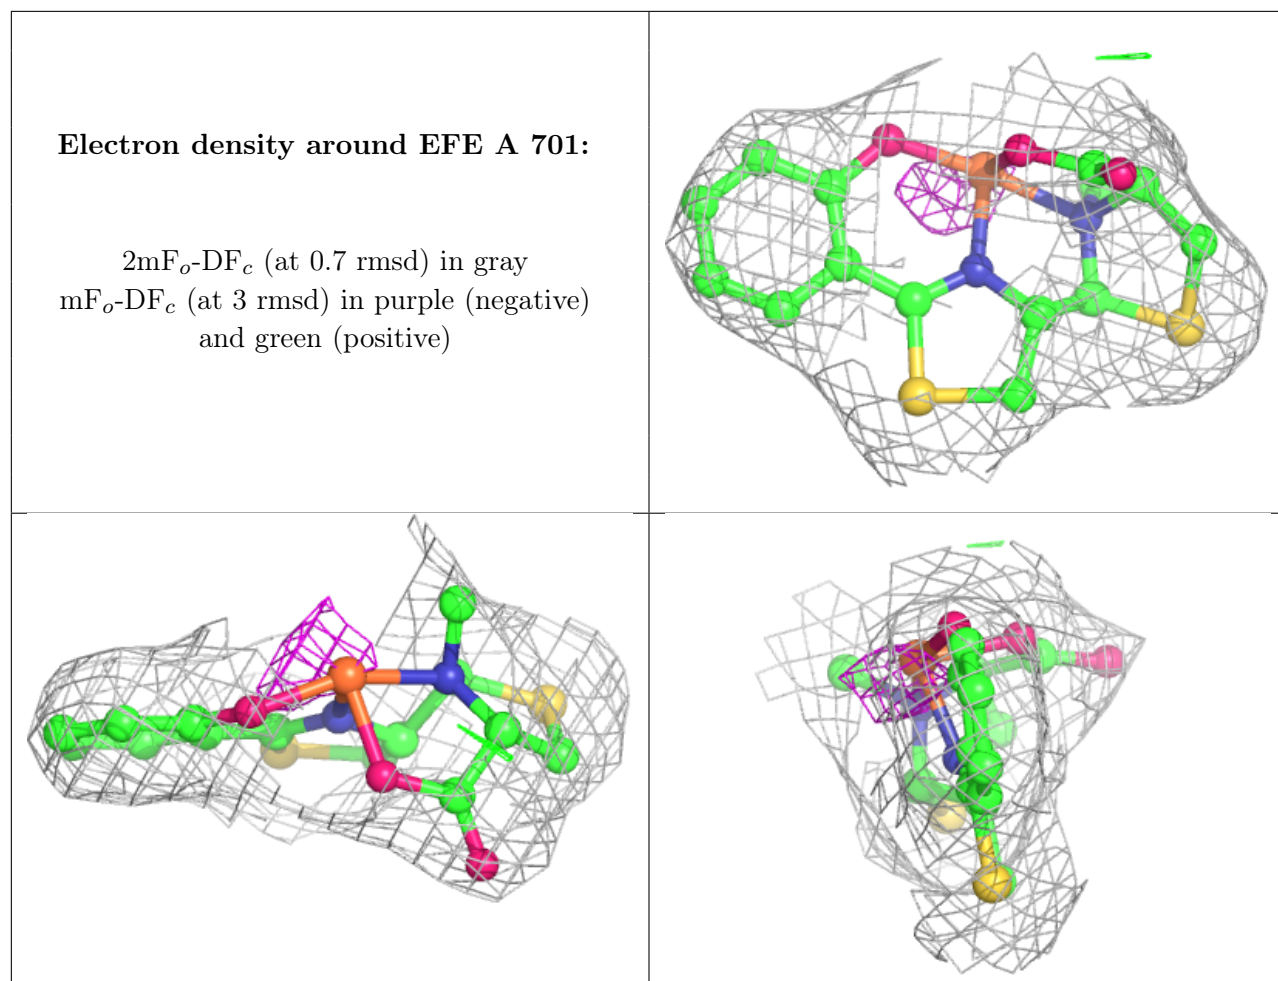 Electron density around EFE A 701:
2mFo-DFc (at 0.7 rmsd) in gray
mFo-DFc (at 3 rmsd) in purple (negative)
and green (positive)